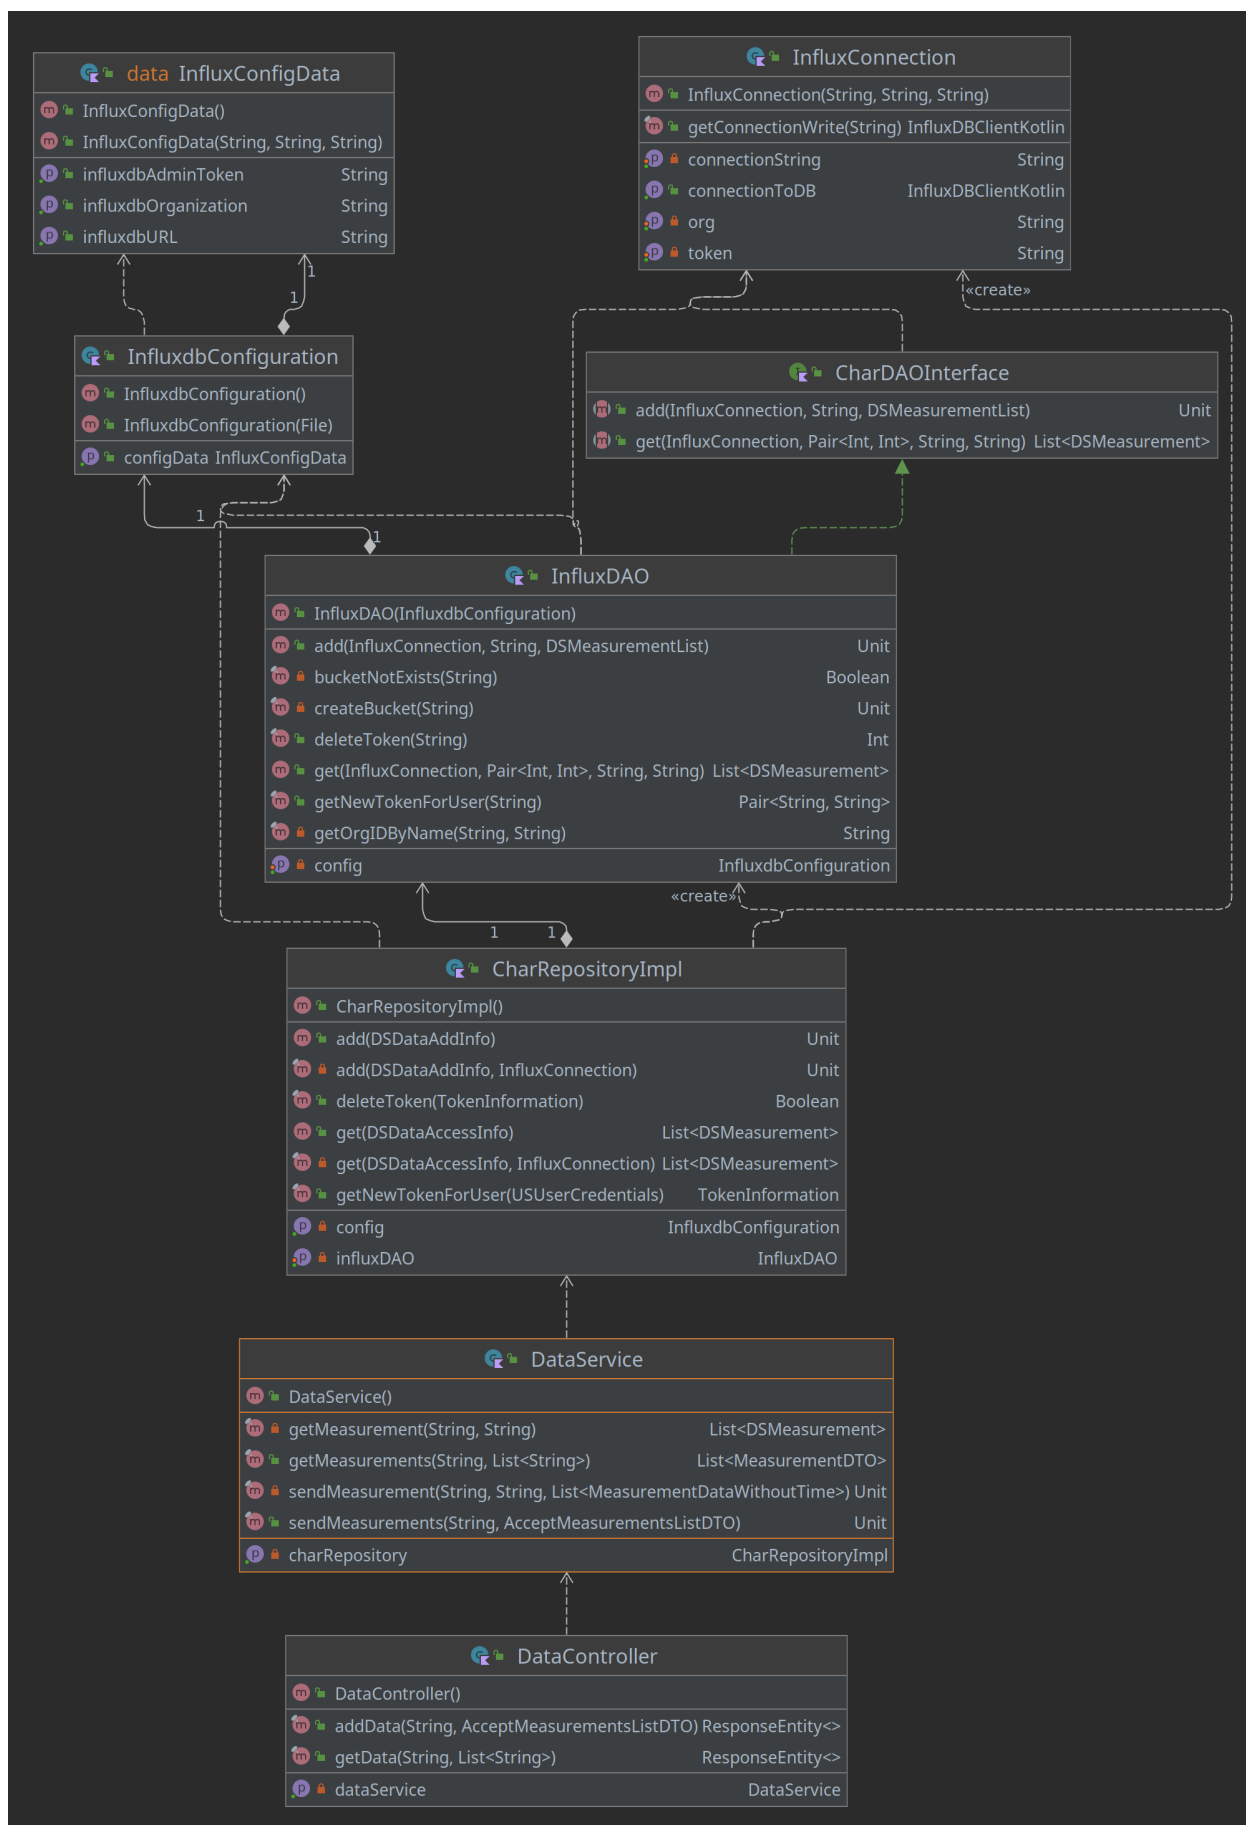 data InfluxConfigData
InfluxConfigData()
InfluxConfigData(String, String, String)
influxdbAdminToken String
influxdbOrganization String
influxdbURL String
InfluxConnection
InfluxConnection(String, String, String)
getConnectionWrite(String) InfluxDBClientKotlin
connectionString String
connectionToDB InfluxDBClientKotlin
org String
token String
1
1
«create»
InfluxdbConfiguration
InfluxdbConfiguration()
InfluxdbConfiguration(File)
configData InfluxConfigData
CharDAOInterface
add(InfluxConnection, String, DSMeasurementList) Unit
get(InfluxConnection, Pair<Int, Int>, String, String) List<DSMeasurement>
1
1
InfluxDAO
InfluxDAO(InfluxdbConfiguration)
add(InfluxConnection, String, DSMeasurementList) Unit
bucketNotExists(String) Boolean
createBucket(String) Unit
deleteToken(String) Int
get(InfluxConnection, Pair<Int, Int>, String, String) List<DSMeasurement>
getNewTokenForUser(String) Pair<String, String>
getOrgIDByName(String, String) String
config InfluxdbConfiguration
«create»
1 1
CharRepositoryImpl
CharRepositoryImpl()
add(DSDataAddInfo) Unit
add(DSDataAddInfo, InfluxConnection) Unit
deleteToken(TokenInformation) Boolean
get(DSDataAccessInfo) List<DSMeasurement>
get(DSDataAccessInfo, InfluxConnection) List<DSMeasurement>
getNewTokenForUser(USUserCredentials) TokenInformation
config InfluxdbConfiguration
influxDAO InfluxDAO
DataService
DataService()
getMeasurement(String, String) List<DSMeasurement>
getMeasurements(String, List<String>) List<MeasurementDTO>
sendMeasurement(String, String, List<MeasurementDataWithoutTime>) Unit
sendMeasurements(String, AcceptMeasurementsListDTO) Unit
charRepository CharRepositoryImpl
DataController
DataController()
addData(String, AcceptMeasurementsListDTO) ResponseEntity<>
getData(String, List<String>) ResponseEntity<>
dataService DataService